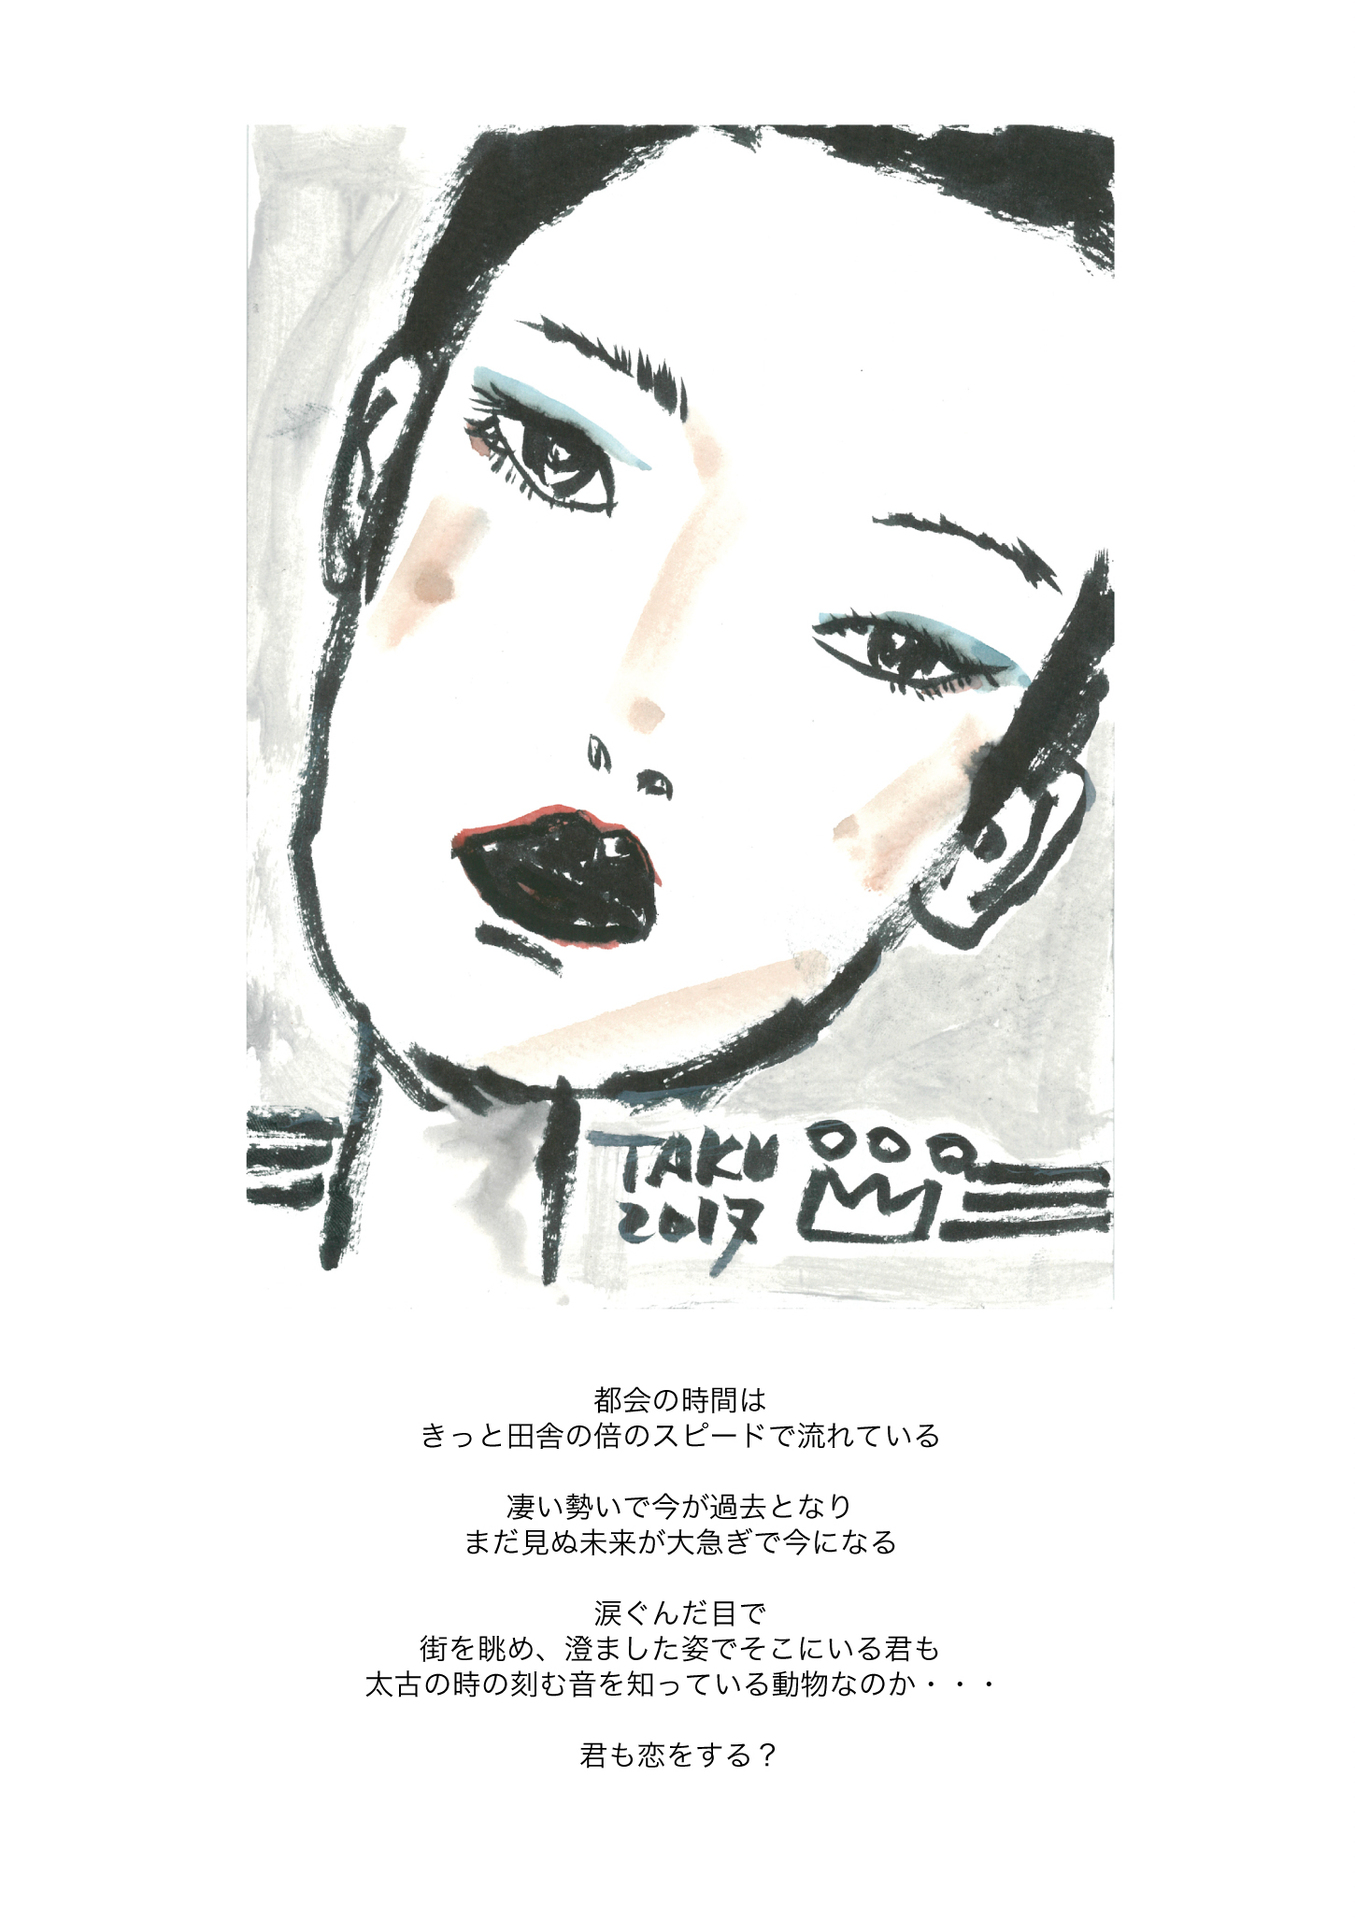 TAKU
2017
都会の時間は
きっと田舎の倍のスピードで流れている
凄い勢いで今が過去となり
まだ見ぬ未来が大急ぎで今になる
涙ぐんだ目で
街を眺め、澄ました姿でそこにいる君も
太古の時の刻む音を知っている動物なのか・・・
君も恋をする？